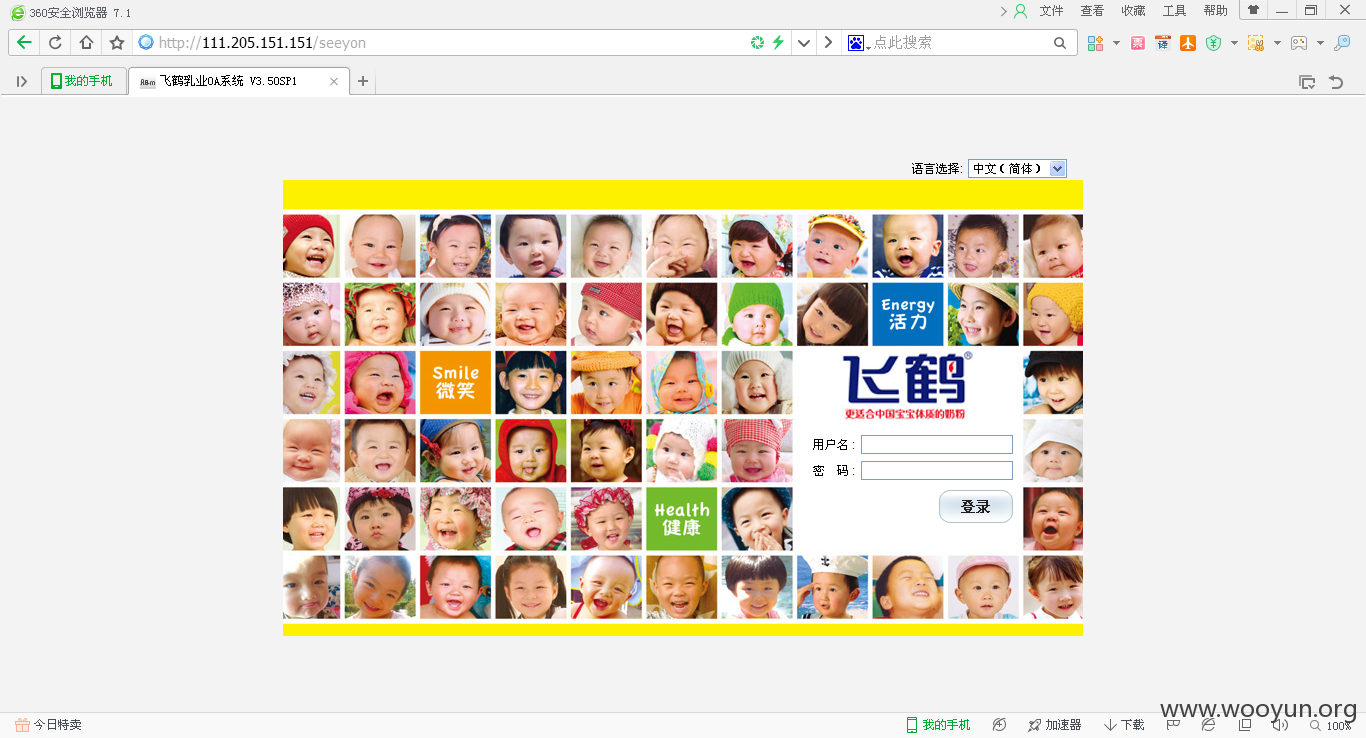 360安全浏览器 7.1
文件 查看 收藏 工具 帮助
http://111.205.151.151/seeyon
点此搜索
我的手机
飞鹤乳业OA系统 V3.50SP1
语言选择: 中文（简体）
Energy
活力
Smile
微笑
飞鹤®
更适合中国宝宝体质的奶粉
用户名：
密 码：
登录
Health
健康
www.wooyun.org
今日特卖
我的手机
加速器
下载
100%